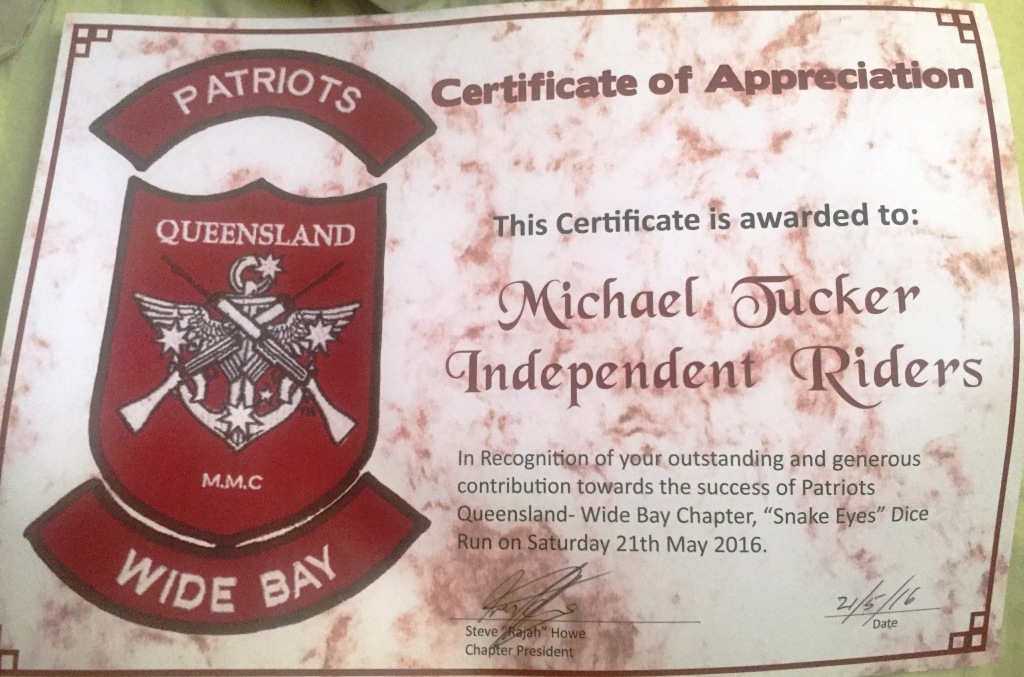 PATRIOTS
QUEENSLAND
M.M.C
WIDE BAY
Certificate of Appreciation
This Certificate is awarded to:
Michael Tucker
Independent Riders
In Recognition of your outstanding and generous
contribution towards the success of Patriots
Queensland- Wide Bay Chapter, “Snake Eyes” Dice
Run on Saturday 21th May 2016.
21/5/16
Steve "Rajah" Howe
Date
Chapter President